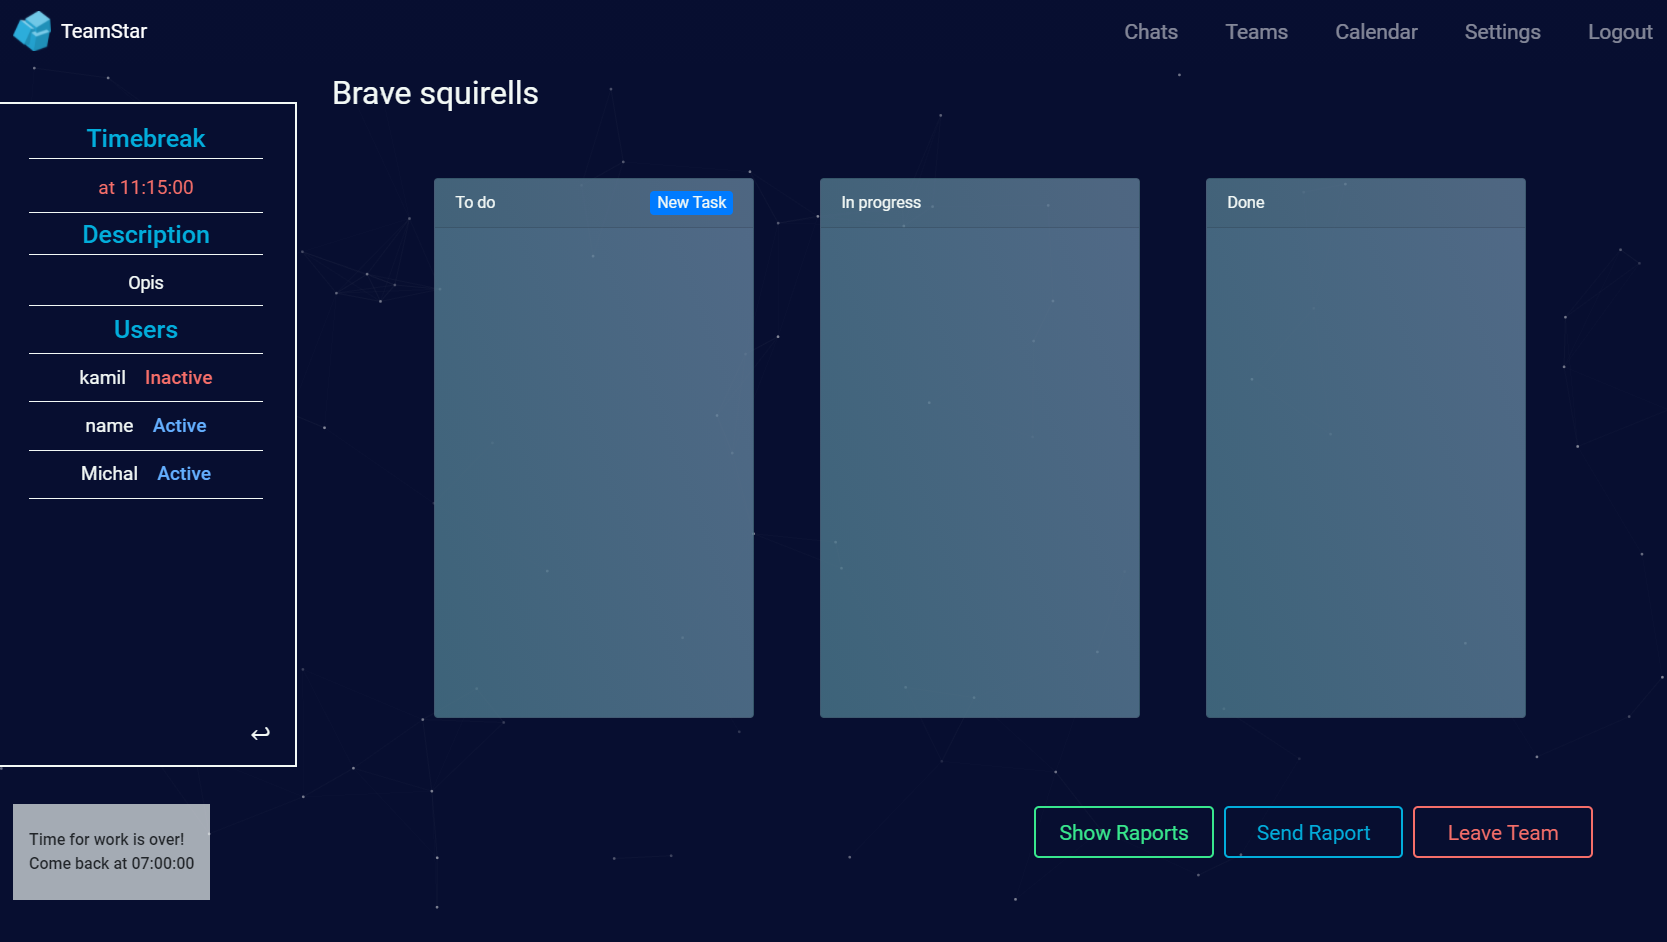 TeamStar
Chats Teams Calendar Settings Logout
Brave squirells
Timebreak
at 11:15:00
Description
Opis
Users
kamil Inactive
name Active
Michal Active
To do New Task
In progress
Done
Time for work is over!
Come back at 07:00:00
Show Raports Send Raport Leave Team